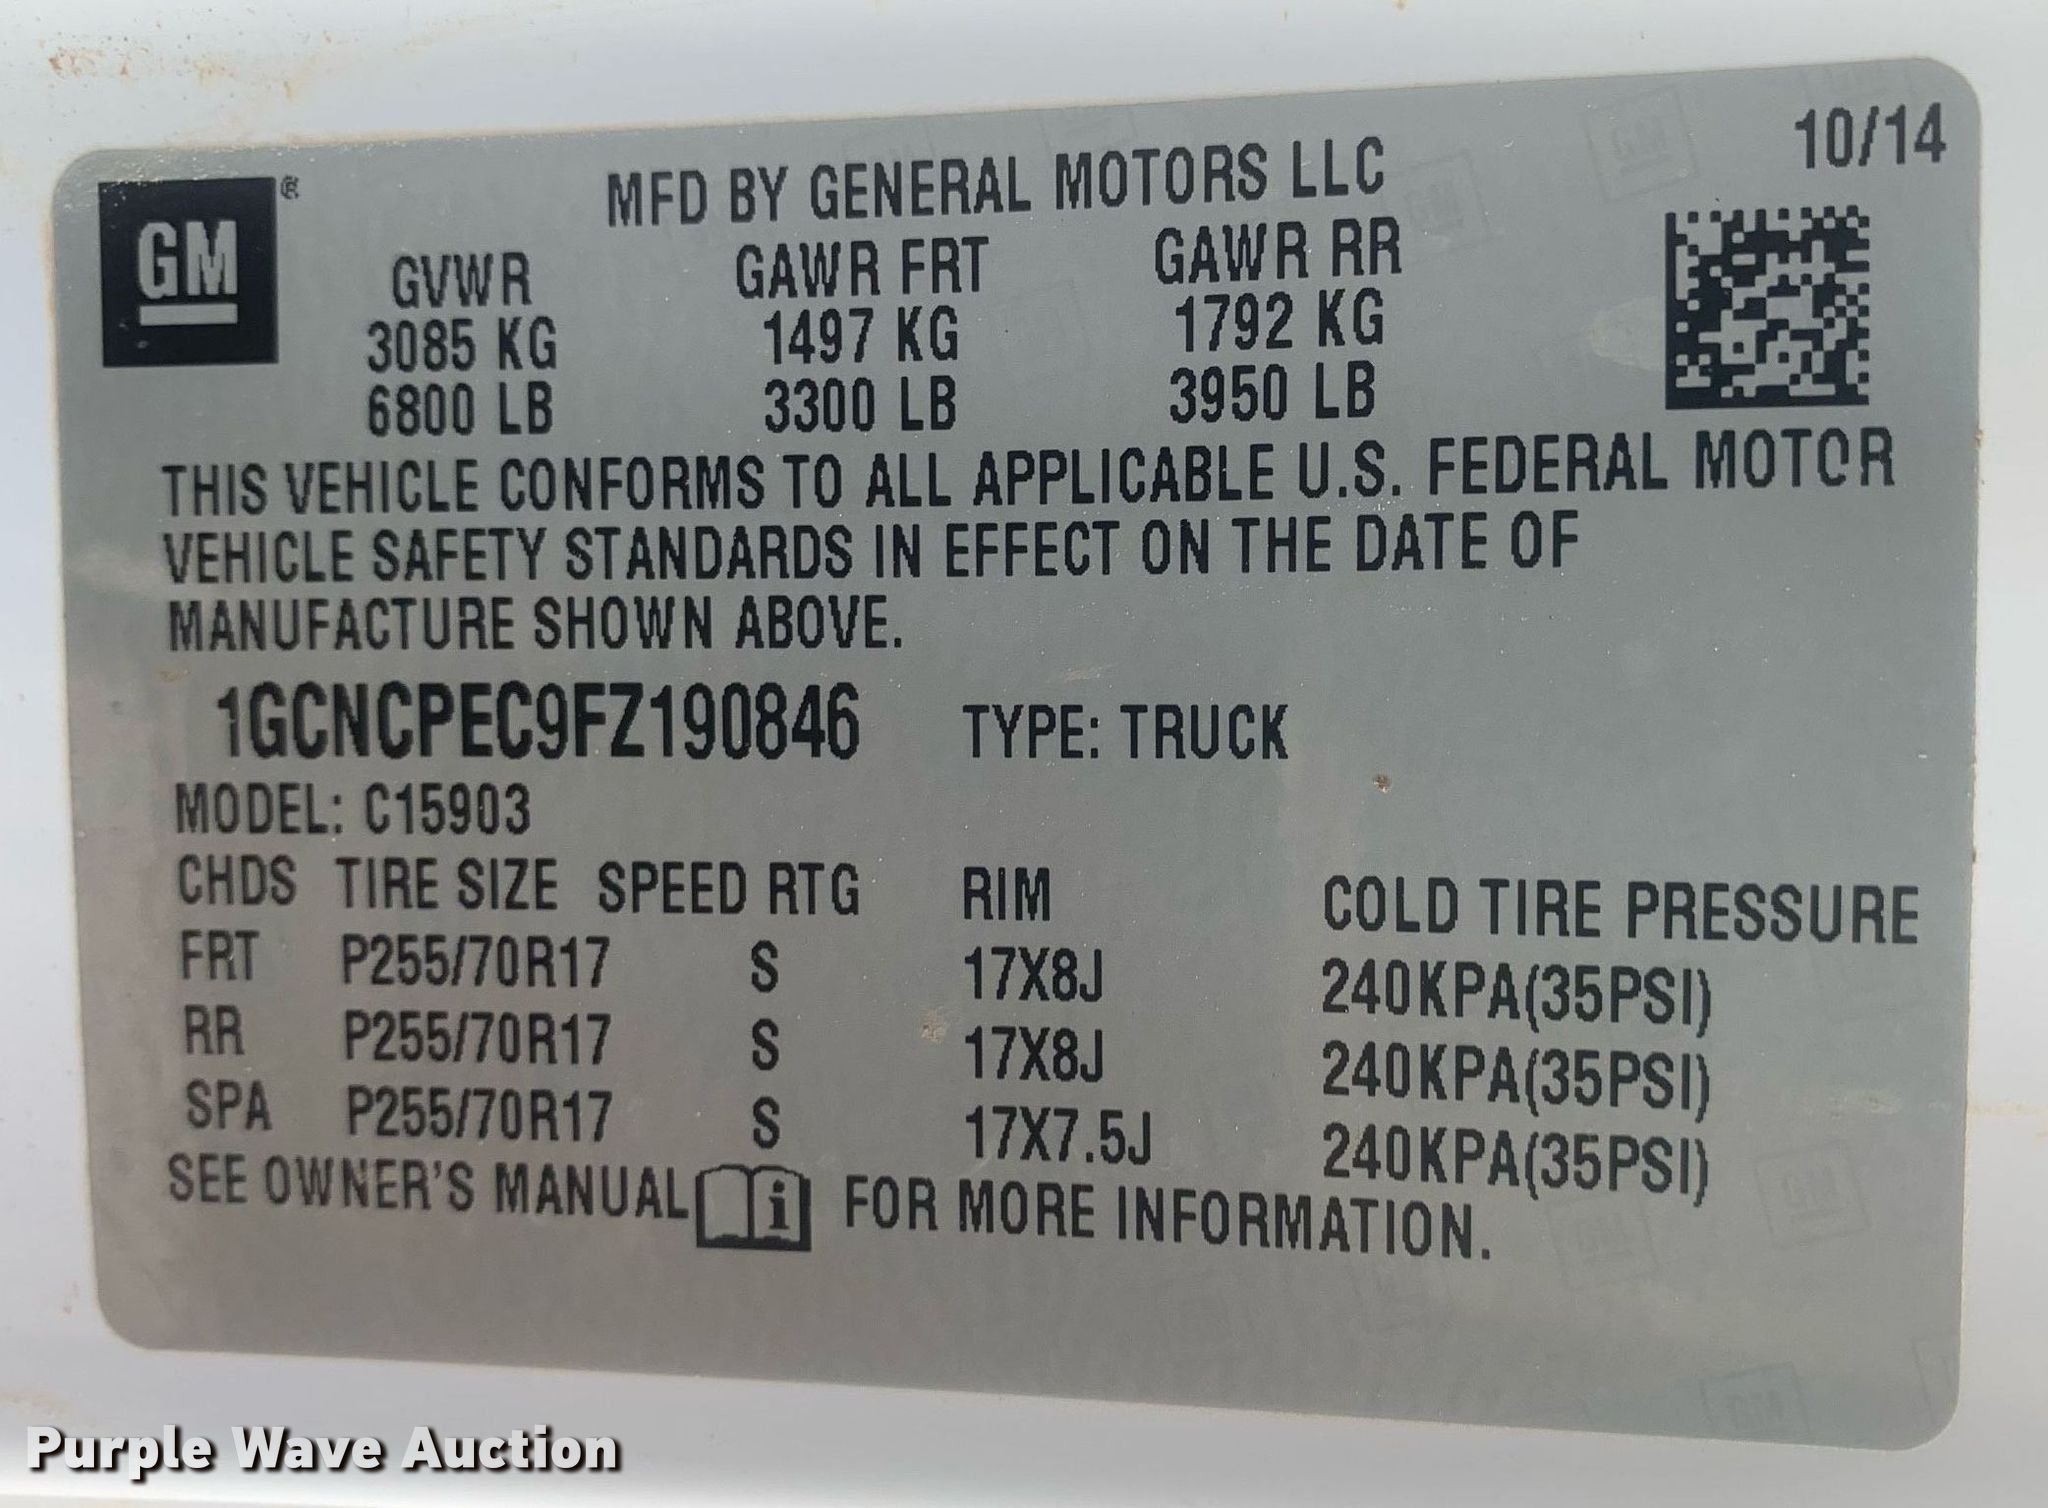 10/14
GM®
MFD BY GENERAL MOTORS LLC
GVWR GAWR FRT GAWR RR
3085 KG 1497 KG 1792 KG
6800 LB 3300 LB 3950 LB
THIS VEHICLE CONFORMS TO ALL APPLICABLE U.S. FEDERAL MOTOR
VEHICLE SAFETY STANDARDS IN EFFECT ON THE DATE OF
MANUFACTURE SHOWN ABOVE.
1GCNCPEC9FZ190846 TYPE: TRUCK
MODEL: C15903
CHDS TIRE SIZE SPEED RTG RIM COLD TIRE PRESSURE
FRT P255/70R17 S 17X8J 240KPA(35PSI)
RR P255/70R17 S 17X8J 240KPA(35PSI)
SPA P255/70R17 S 17X7.5J 240KPA(35PSI)
SEE OWNER'S MANUAL i FOR MORE INFORMATION.
Purple Wave Auction